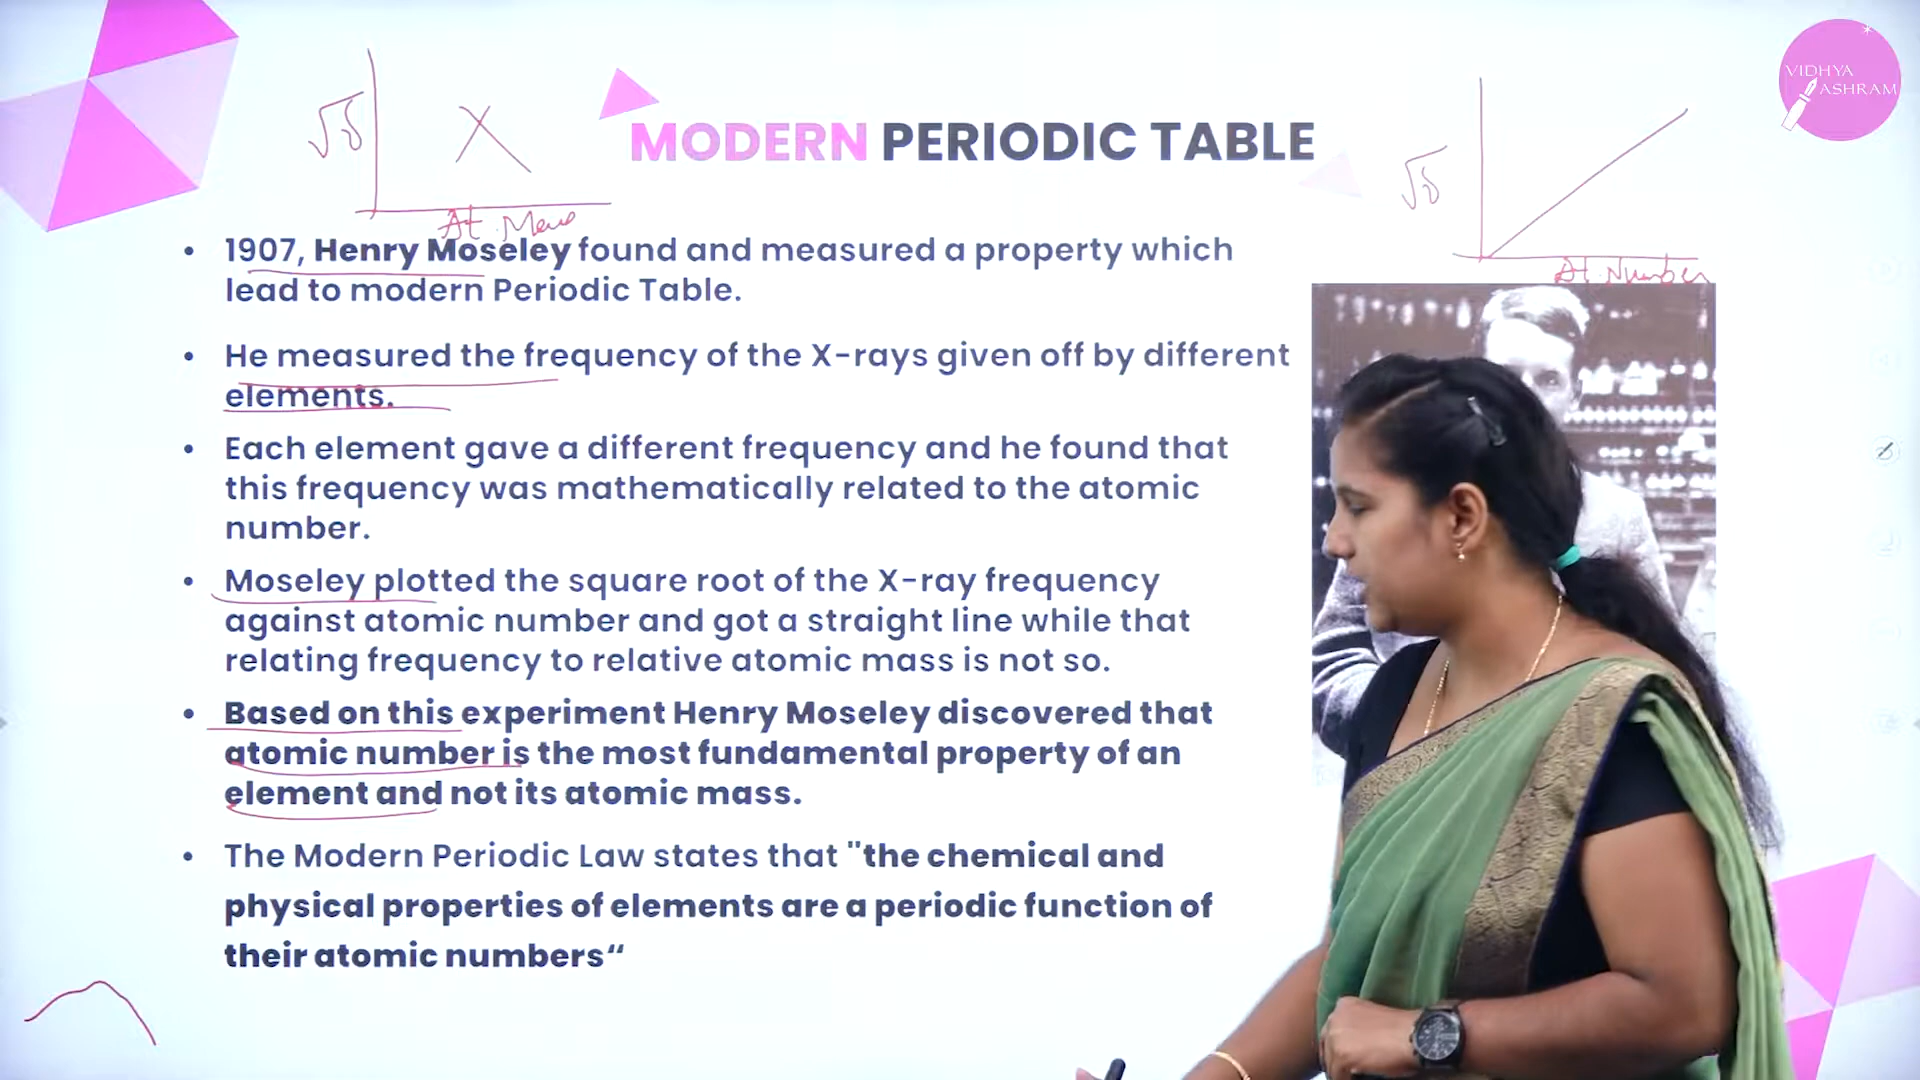 VIDHYA
ASHRAM
MODERN PERIODIC TABLE
√υ
X
At. Mass
√υ
At. Number
• 1907, Henry Moseley found and measured a property which
lead to modern Periodic Table.
• He measured the frequency of the X-rays given off by different
elements.
• Each element gave a different frequency and he found that
this frequency was mathematically related to the atomic
number.
• Moseley plotted the square root of the X-ray frequency
against atomic number and got a straight line while that
relating frequency to relative atomic mass is not so.
• Based on this experiment Henry Moseley discovered that
atomic number is the most fundamental property of an
element and not its atomic mass.
• The Modern Periodic Law states that "the chemical and
physical properties of elements are a periodic function of
their atomic numbers“